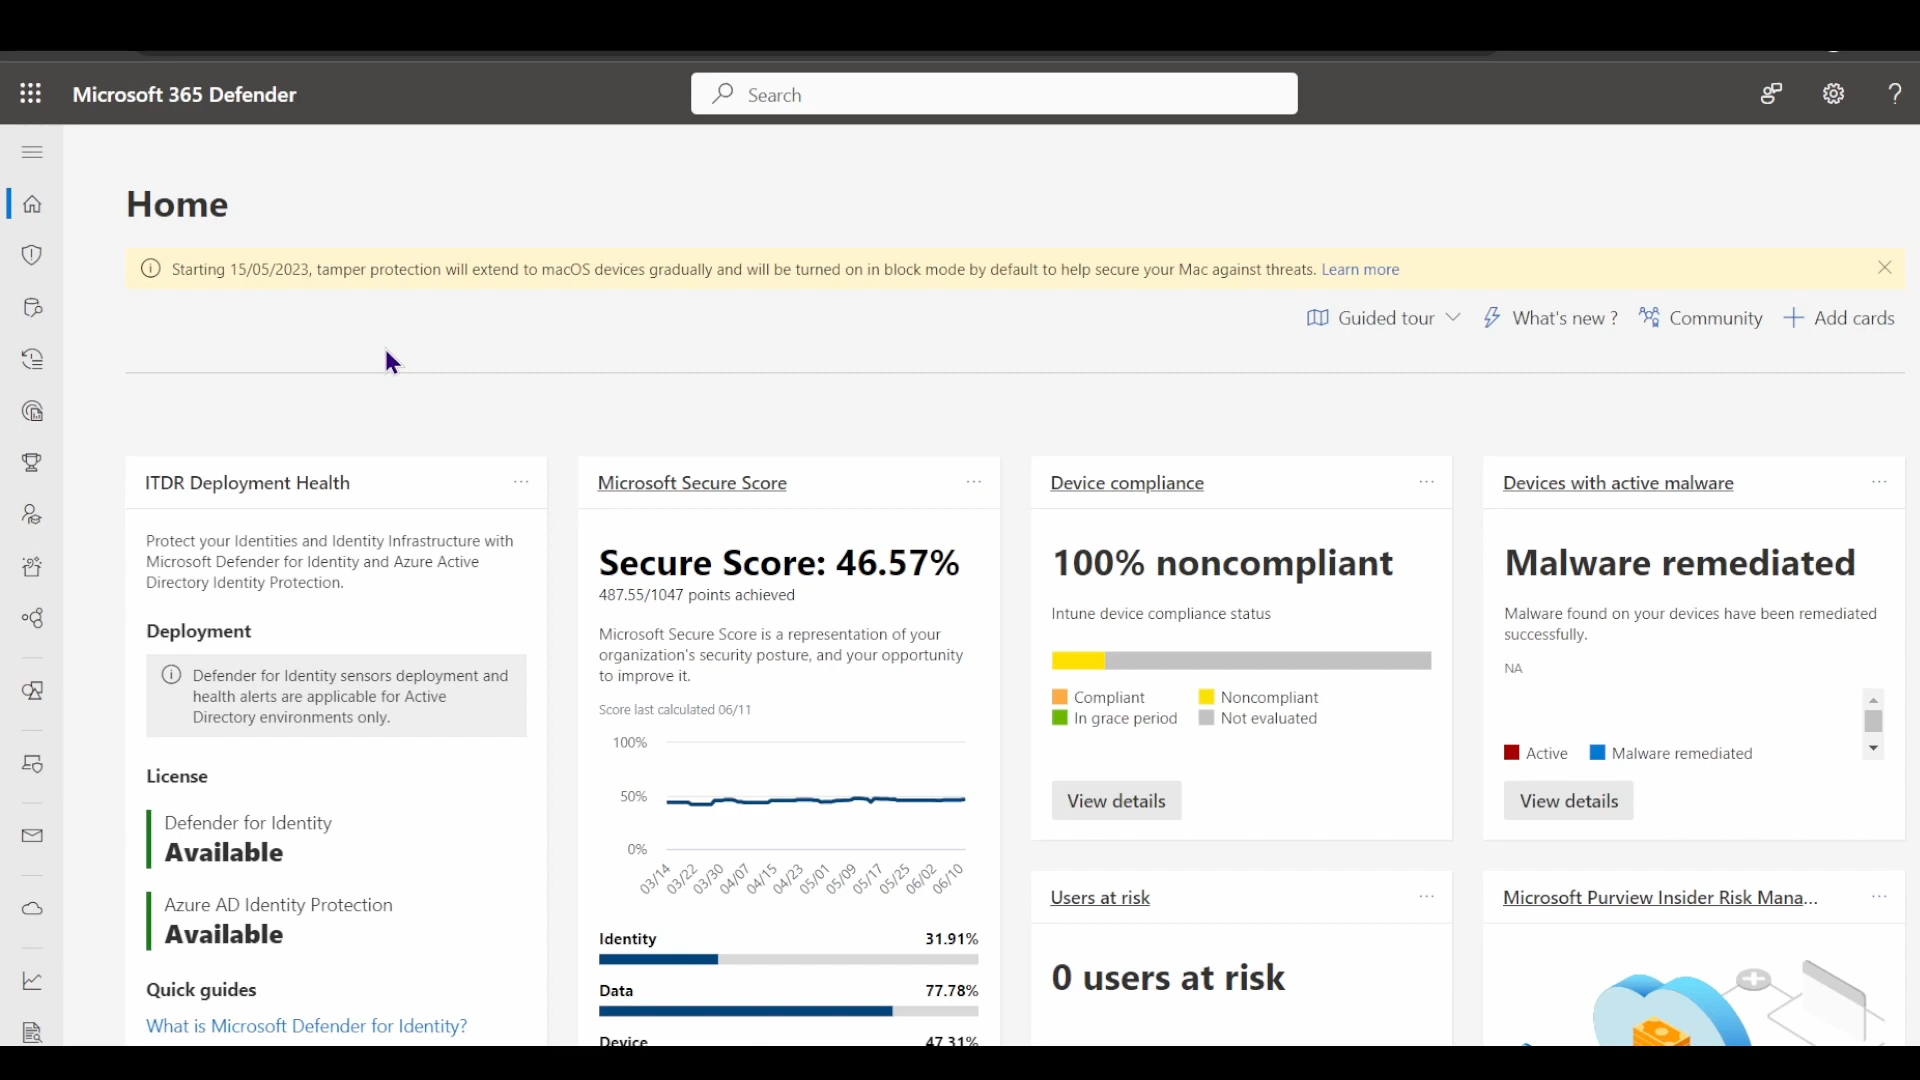 Microsoft 365 Defender
Search
?
Home
Starting 15/05/2023, tamper protection will extend to macOS devices gradually and will be turned on in block mode by default to help secure your Mac against threats. Learn more
Guided tour
What's new ?
Community
Add cards
ITDR Deployment Health
Protect your Identities and Identity Infrastructure with
Microsoft Defender for Identity and Azure Active
Directory Identity Protection.
Deployment
Defender for Identity sensors deployment and
health alerts are applicable for Active
Directory environments only.
License
Defender for Identity
Available
Azure AD Identity Protection
Available
Quick guides
What is Microsoft Defender for Identity?
Microsoft Secure Score
Secure Score: 46.57%
487.55/1047 points achieved
Microsoft Secure Score is a representation of your
organization's security posture, and your opportunity
to improve it.
Score last calculated 06/11
100%
50%
0%
03/14 03/22 03/30 04/07 04/15 04/23 05/01 05/09 05/17 05/25 06/02 06/10
Identity 31.91%
Data 77.78%
Device 47.31%
Device compliance
100% noncompliant
Intune device compliance status
Compliant Noncompliant
In grace period Not evaluated
View details
Users at risk
0 users at risk
Devices with active malware
Malware remediated
Malware found on your devices have been remediated
successfully.
NA
Active Malware remediated
View details
Microsoft Purview Insider Risk Mana...